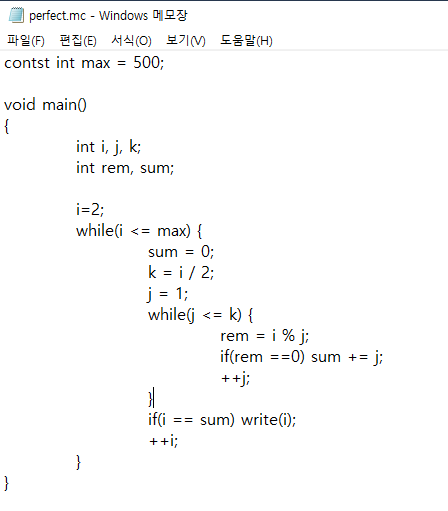 perfect.mc - Windows 메모장
파일(F) 편집(E) 서식(O) 보기(V) 도움말(H)
contst int max = 500;
void main()
{
int i, j, k;
int rem, sum;
i=2;
while(i <= max) {
sum = 0;
k = i / 2;
j = 1;
while(j <= k) {
rem = i % j;
if(rem ==0) sum += j;
++j;
}
if(i == sum) write(i);
++i;
}
}